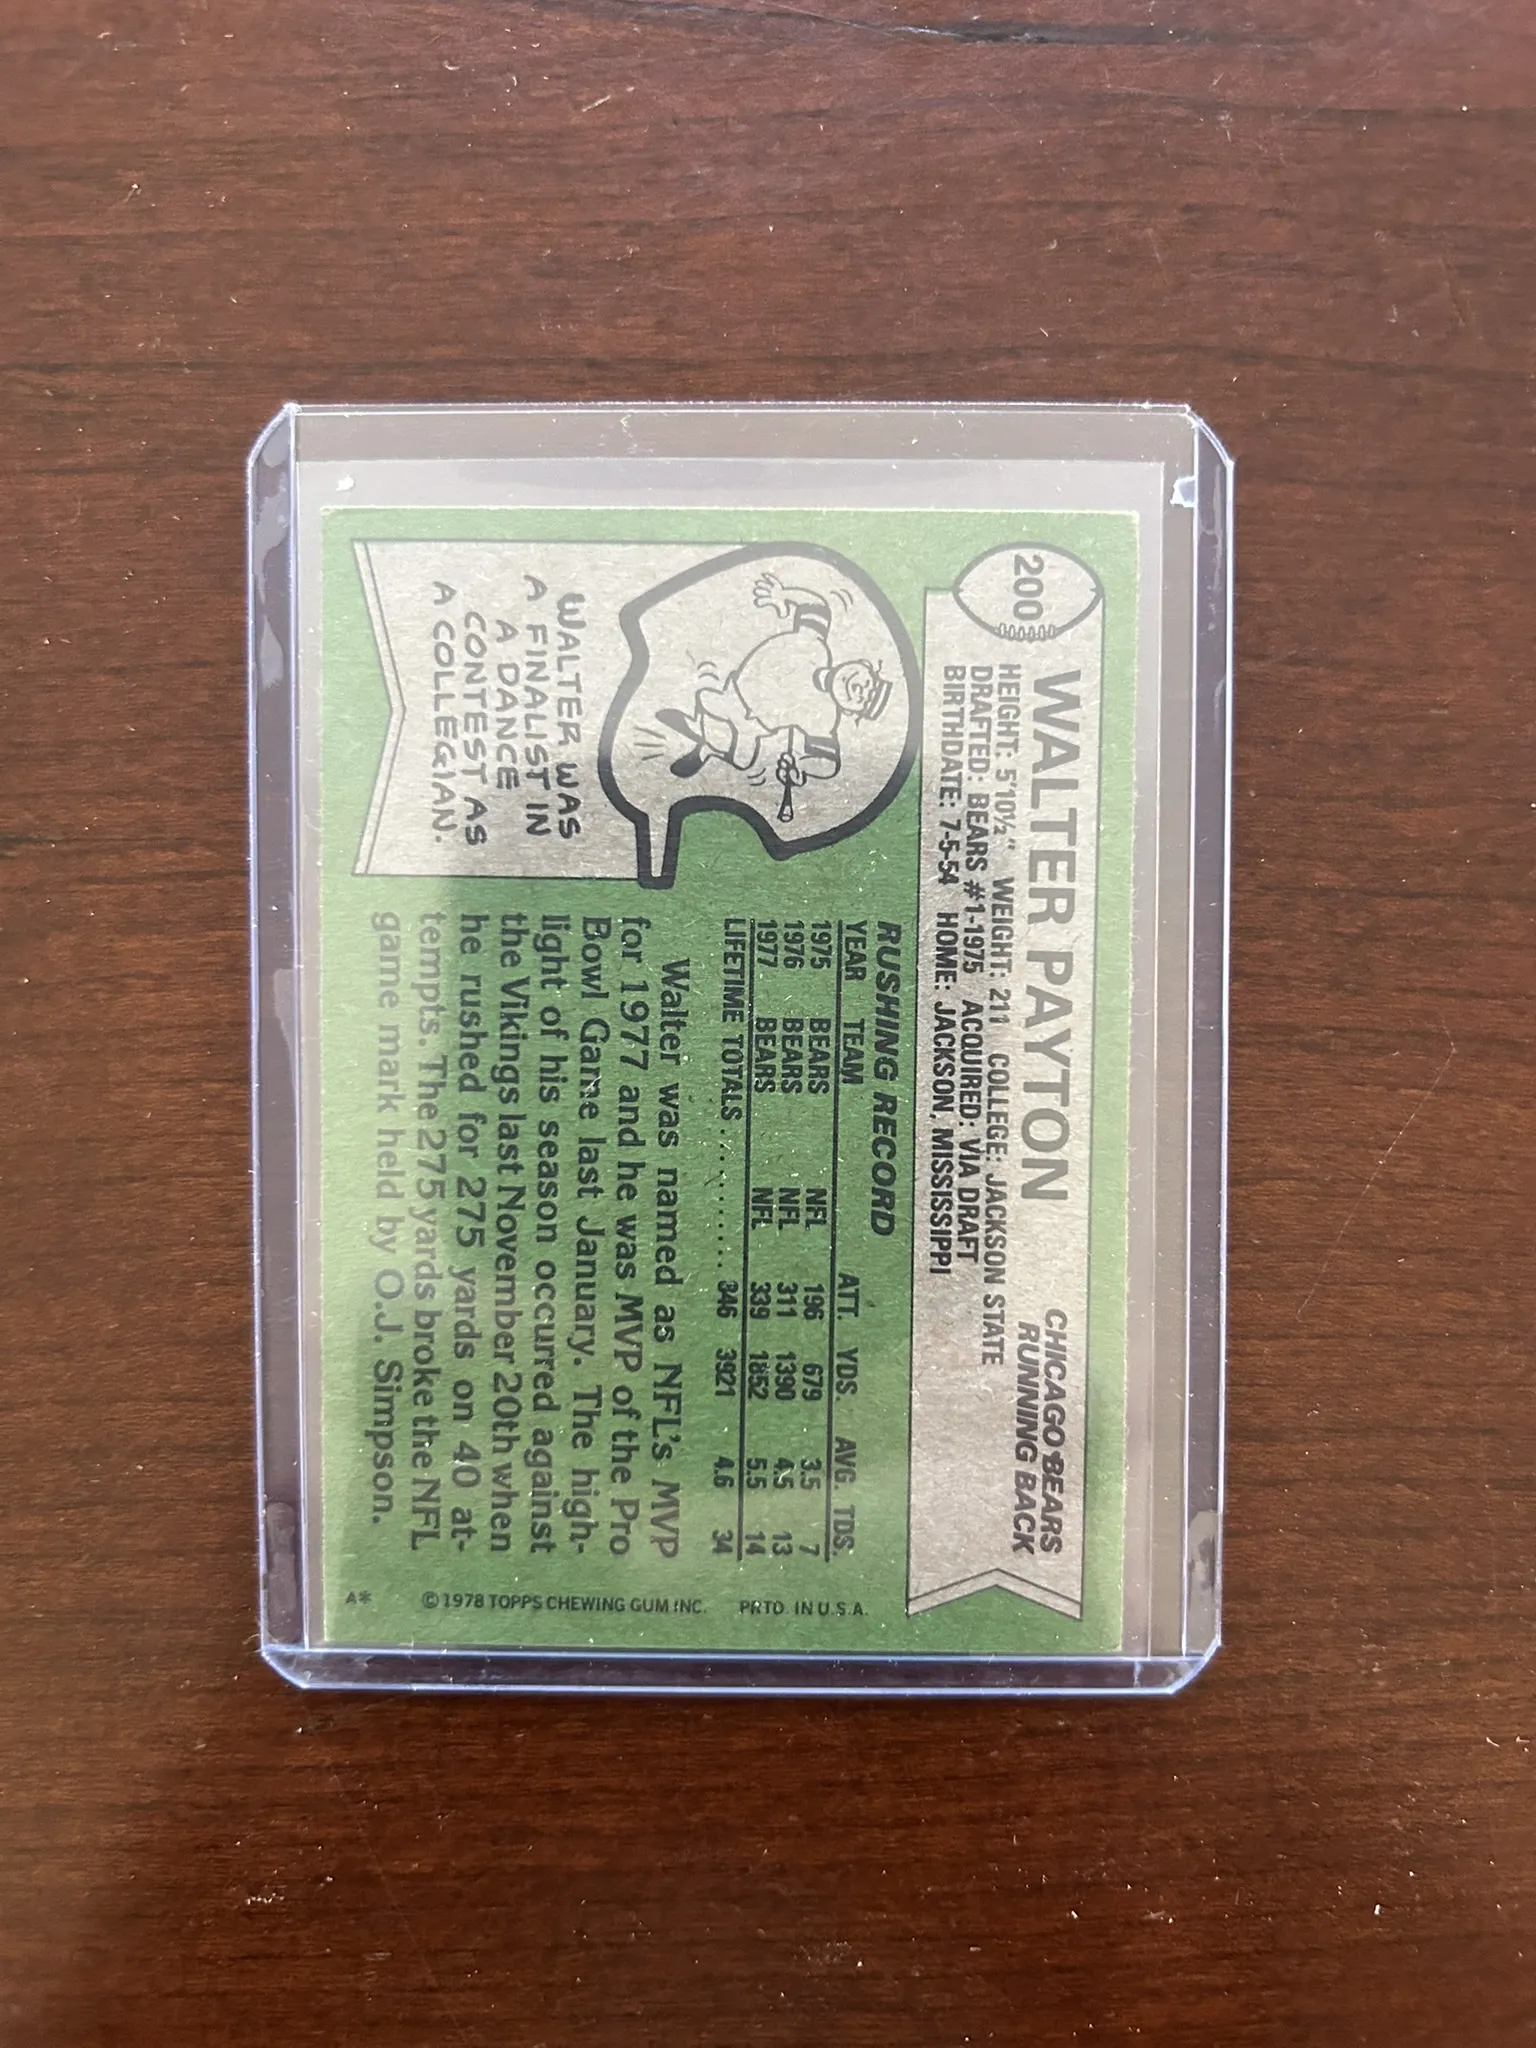 200
WALTER PAYTON
CHICAGO BEARS
RUNNING BACK
HEIGHT: 5'10½" WEIGHT: 211 COLLEGE: JACKSON STATE
DRAFTED: BEARS #1-1975 ACQUIRED: VIA DRAFT
BIRTHDATE: 7-5-54 HOME: JACKSON, MISSISSIPPI
WALTER WAS
A FINALIST IN
A DANCE
CONTEST AS
A COLLEGIAN.
RUSHING RECORD
YEAR TEAM ATT. YDS. AVG. TDS.
1975 BEARS NFL 196 679 3.5 7
1976 BEARS NFL 311 1390 4.5 13
1977 BEARS NFL 339 1852 5.5 14
LIFETIME TOTALS............ 846 3921 4.6 34
Walter was named as NFL's MVP
for 1977 and he was MVP of the Pro
Bowl Game last January. The high-
light of his season occurred against
the Vikings last November 20th when
he rushed for 275 yards on 40 at-
tempts. The 275 yards broke the NFL
game mark held by O.J. Simpson.
© 1978 TOPPS CHEWING GUM INC. PRTD. IN U.S.A.
A*